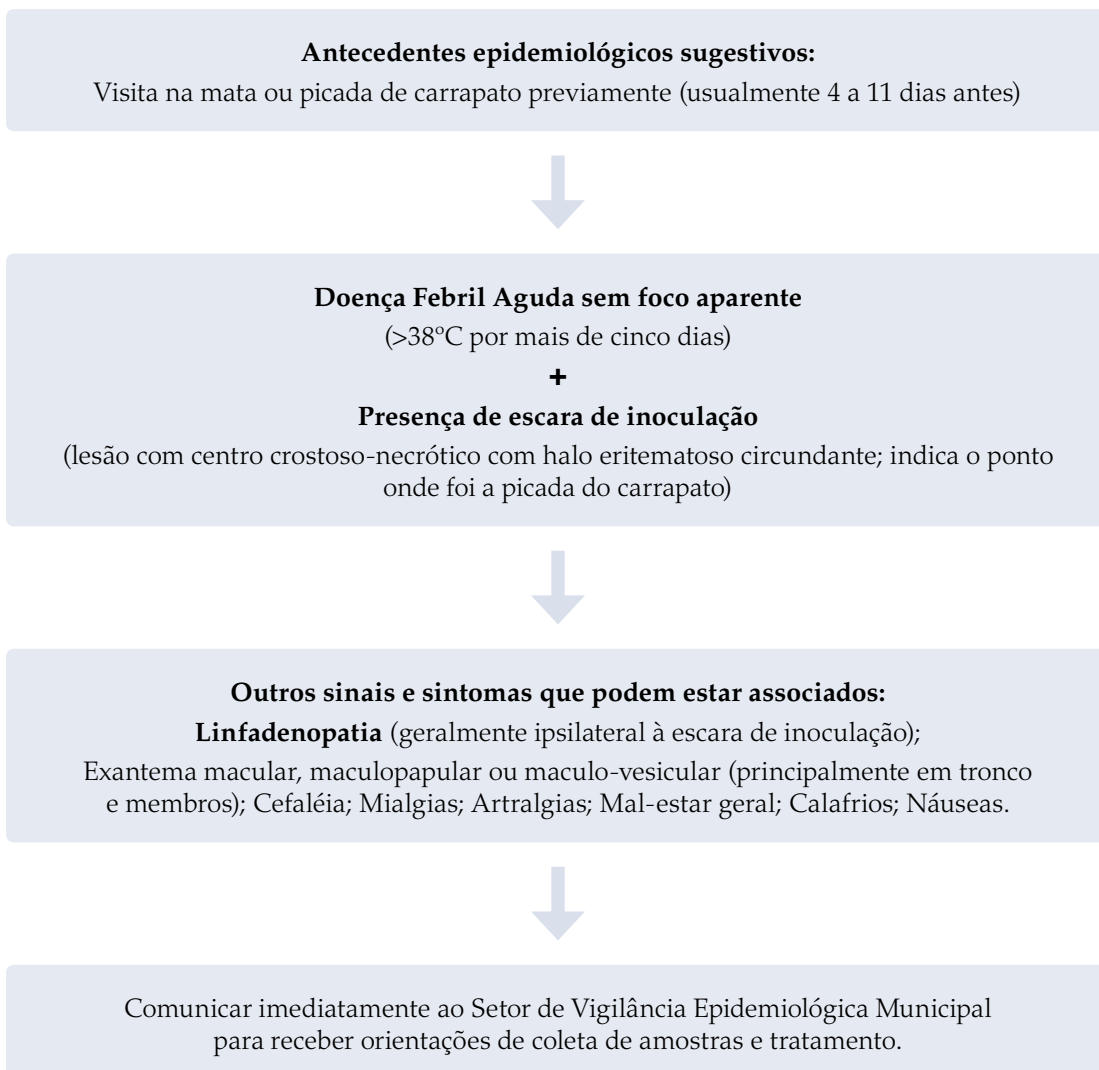 Antecedentes epidemiológicos sugestivos:
Visita na mata ou picada de carrapato previamente (usualmente 4 a 11 dias antes)
Doença Febril Aguda sem foco aparente
(>38ºC por mais de cinco dias)
+
Presença de escara de inoculação
(lesão com centro crostoso-necrótico com halo eritematoso circundante; indica o ponto
onde foi a picada do carrapato)
Outros sinais e sintomas que podem estar associados:
Linfadenopatia (geralmente ipsilateral à escara de inoculação);
Exantema macular, maculopapular ou maculo-vesicular (principalmente em tronco
e membros); Cefaléia; Mialgias; Artralgias; Mal-estar geral; Calafrios; Náuseas.
Comunicar imediatamente ao Setor de Vigilância Epidemiológica Municipal
para receber orientações de coleta de amostras e tratamento.